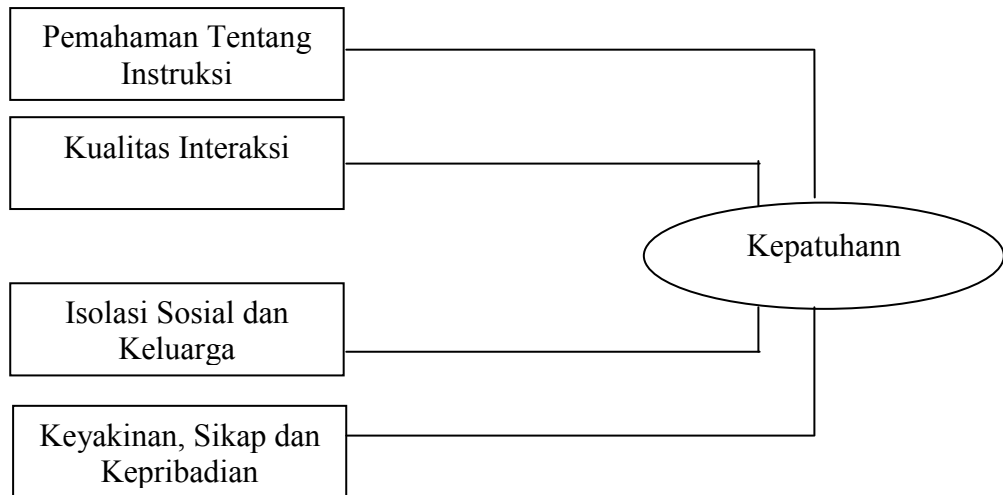 Pemahaman Tentang
Instruksi
Kualitas Interaksi
Kepatuhann
Isolasi Sosial dan
Keluarga
Keyakinan, Sikap dan
Kepribadian